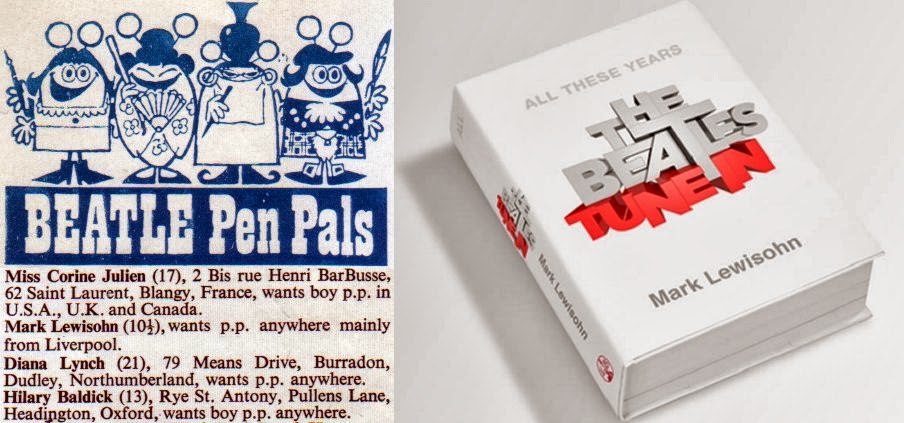 BEATLE Pen Pals
Miss Corine Julien (17), 2 Bis rue Henri BarBusse,
62 Saint Laurent, Blangy, France, wants boy p.p. in
U.S.A., U.K. and Canada.
Mark Lewisohn (10½), wants p.p. anywhere mainly
from Liverpool.
Diana Lynch (21), 79 Means Drive, Burradon,
Dudley, Northumberland, wants p.p. anywhere.
Hilary Baldick (13), Rye St. Antony, Pullens Lane,
Headington, Oxford, wants boy p.p. anywhere.
ALL THESE YEARS
THE
BEATLES
TUNE IN
Mark Lewisohn
THE
BEATLES
TUNE IN
Mark Lewisohn